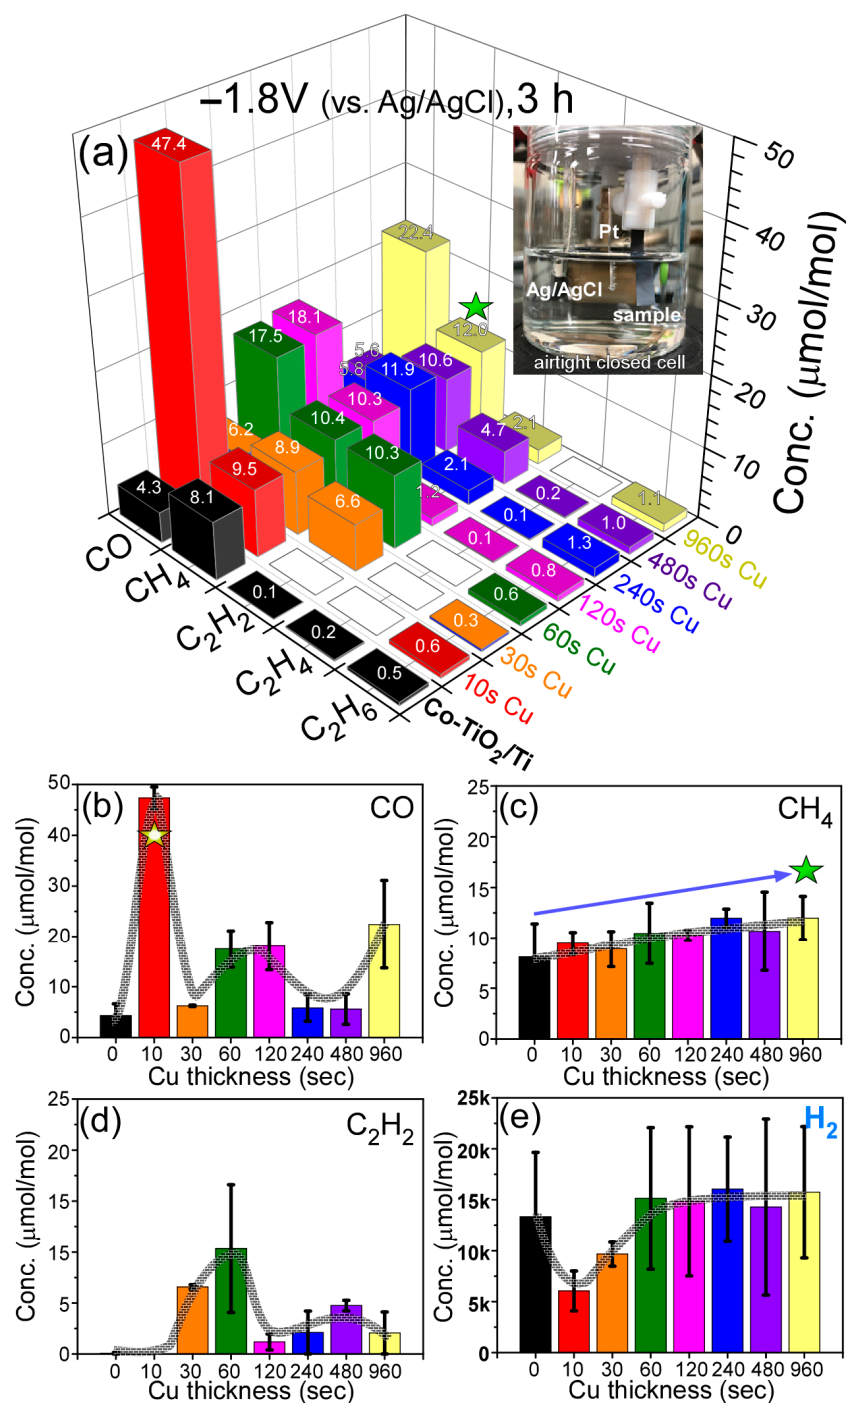 −1.8V (vs. Ag/AgCl),3 h
(a)
47.4
22.4
18.1
17.5
12.0
5.6
5.8
11.9
10.6
10.3
6.2
10.4
8.9
9.5
10.3
4.7
2.1
2.1
4.3
8.1
6.6
1.2
0.2
1.1
0.1
1.0
0.1
1.3
0.1
0.8
0.2
0.6
0.3
0.5
0.6
Pt
Ag/AgCl
sample
airtight closed cell
50
40
30
20
10
0
Conc. (μmol/mol)
CO
CH4
C2H2
C2H4
C2H6
960s Cu
480s Cu
240s Cu
120s Cu
60s Cu
30s Cu
10s Cu
Co-TiO2/Ti
(b) CO
50
40
30
20
10
0
Conc. (μmol/mol)
0 10 30 60 120 240 480 960
Cu thickness (sec)
(c) CH4
25
20
15
10
5
0
Conc. (μmol/mol)
0 10 30 60 120 240 480 960
Cu thickness (sec)
(d) C2H2
25
15
15
5
0
Conc. (μmol/mol)
0 10 30 60 120 240 480 960
Cu thickness (sec)
(e) H2
25k
20k
15k
10k
5k
0
Conc. (μmol/mol)
0 10 30 60 120 240 480 960
Cu thickness (sec)